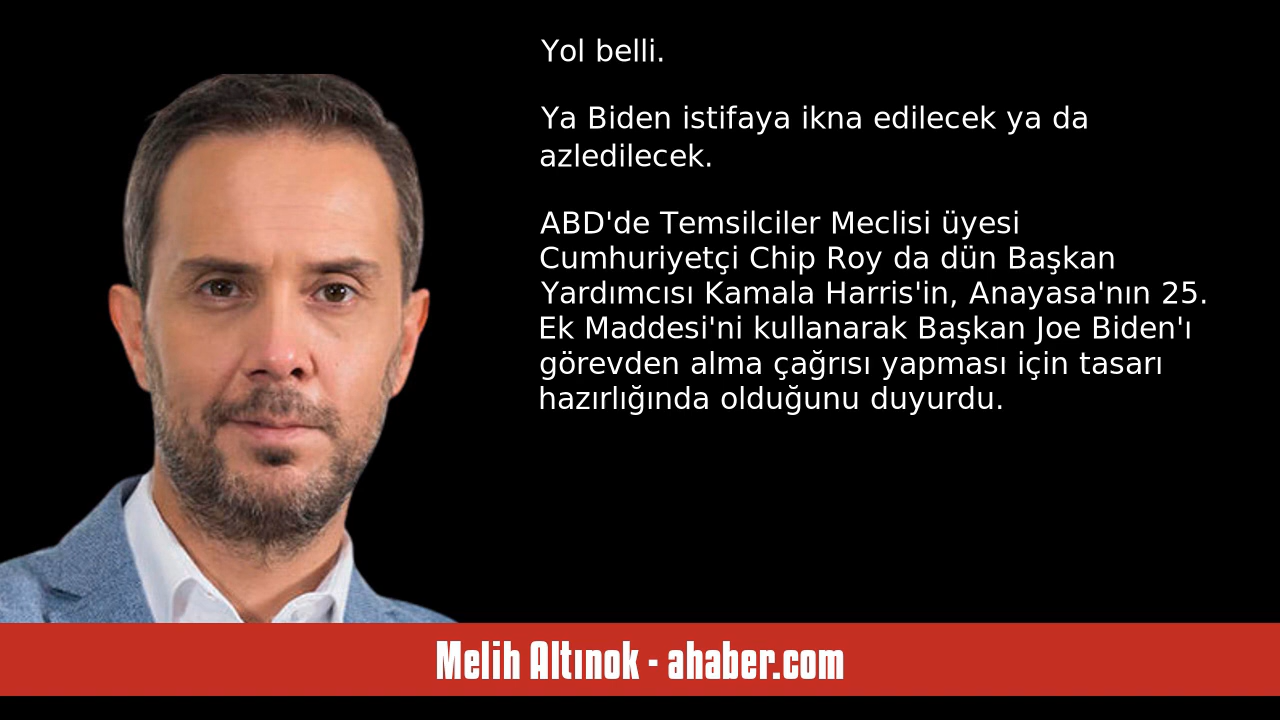 Yol belli.
Ya Biden istifaya ikna edilecek ya da
azledilecek.
ABD'de Temsilciler Meclisi üyesi
Cumhuriyetçi Chip Roy da dün Başkan
Yardımcısı Kamala Harris'in, Anayasa'nın 25.
Ek Maddesi'ni kullanarak Başkan Joe Biden'ı
görevden alma çağrısı yapması için tasarı
hazırlığında olduğunu duyurdu.
Melih Altınok - ahaber.com